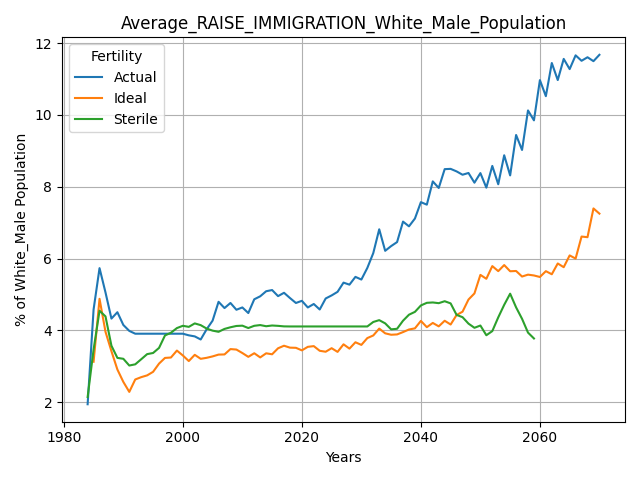 Average_RAISE_IMMIGRATION_White_Male_Population
% of White_Male Population
12
10
8
6
4
2
Fertility
Actual
Ideal
Sterile
1980
2000
2020
2040
2060
Years